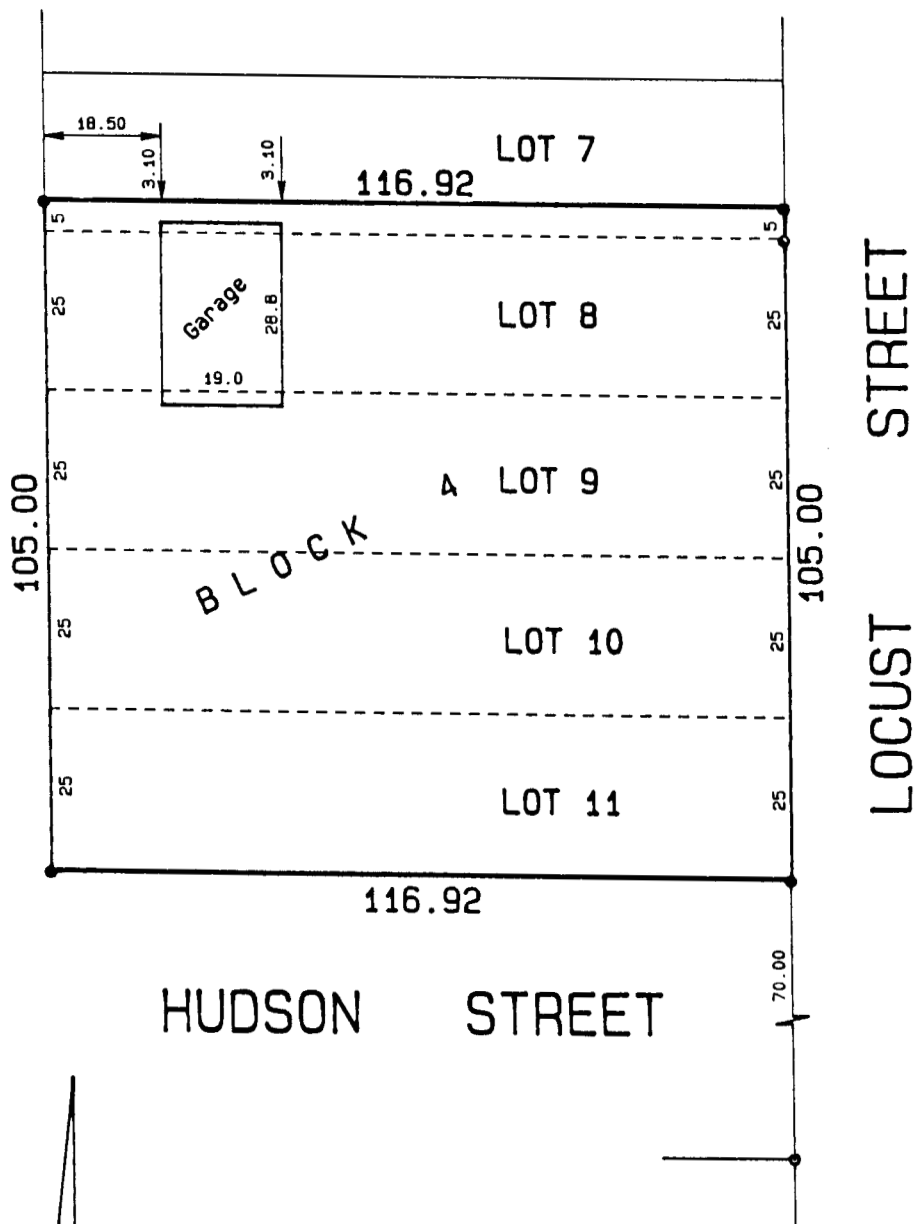 18.50
3.10
3.10
LOT 7
116.92
5
5
25
Garage
28.8
LOT 8
25
19.0
STREET
25
4
LOT 9
25
105.00
105.00
BLOCK
25
LOT 10
25
LOCUST
25
LOT 11
25
116.92
70.00
HUDSON STREET